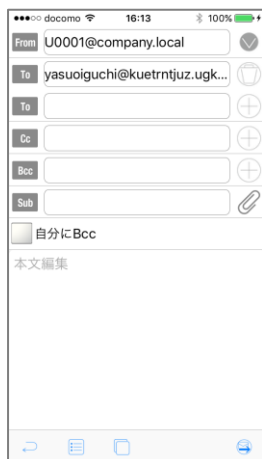 docomo 16:13 100%
From U0001@company.local
To yasuoiguchi@kuetrntjuz.ugk...
To
Cc
Bcc
Sub
自分にBcc
本文編集